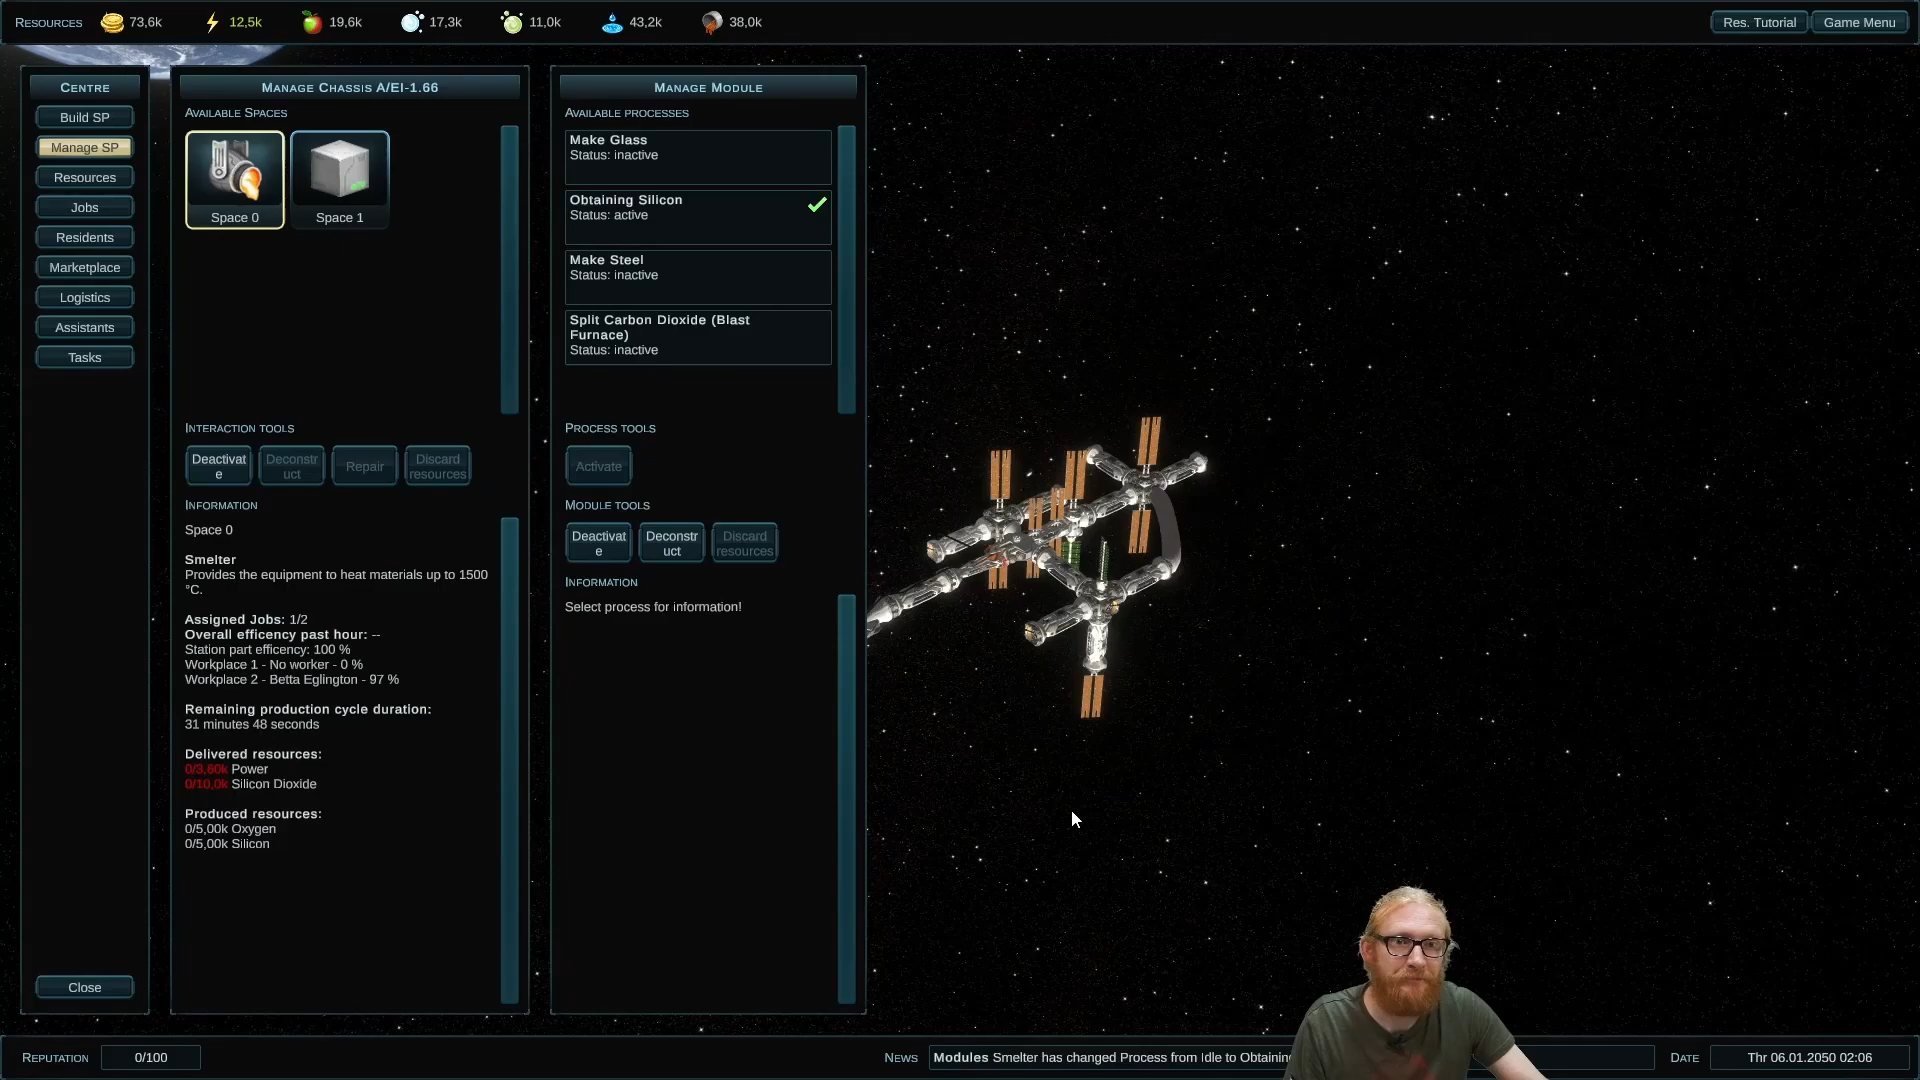 Resources 73,6k 12,5k 19,6k 17,3k 11,0k 43,2k 38,0k Res. Tutorial Game Menu
Centre
Build SP
Manage SP
Resources
Jobs
Residents
Marketplace
Logistics
Assistants
Tasks
Close
Manage Chassis A/EI-1.66
Available Spaces
Space 0 Space 1
Interaction tools
Deactivat
e
Deconstr
uct
Repair
Discard
resources
Information
Space 0
Smelter
Provides the equipment to heat materials up to 1500
°C.
Assigned Jobs: 1/2
Overall efficency past hour: --
Station part efficency: 100 %
Workplace 1 - No worker - 0 %
Workplace 2 - Betta Eglington - 97 %
Remaining production cycle duration:
31 minutes 48 seconds
Delivered resources:
0/3,60k Power
0/10,0k Silicon Dioxide
Produced resources:
0/5,00k Oxygen
0/5,00k Silicon
Manage Module
Available processes
Make Glass
Status: inactive
Obtaining Silicon
Status: active
Make Steel
Status: inactive
Split Carbon Dioxide (Blast
Furnace)
Status: inactive
Process tools
Activate
Module tools
Deactivat
e
Deconstr
uct
Discard
resources
Information
Select process for information!
Reputation 0/100
News Modules Smelter has changed Process from Idle to Obtaining
Date Thr 06.01.2050 02:06